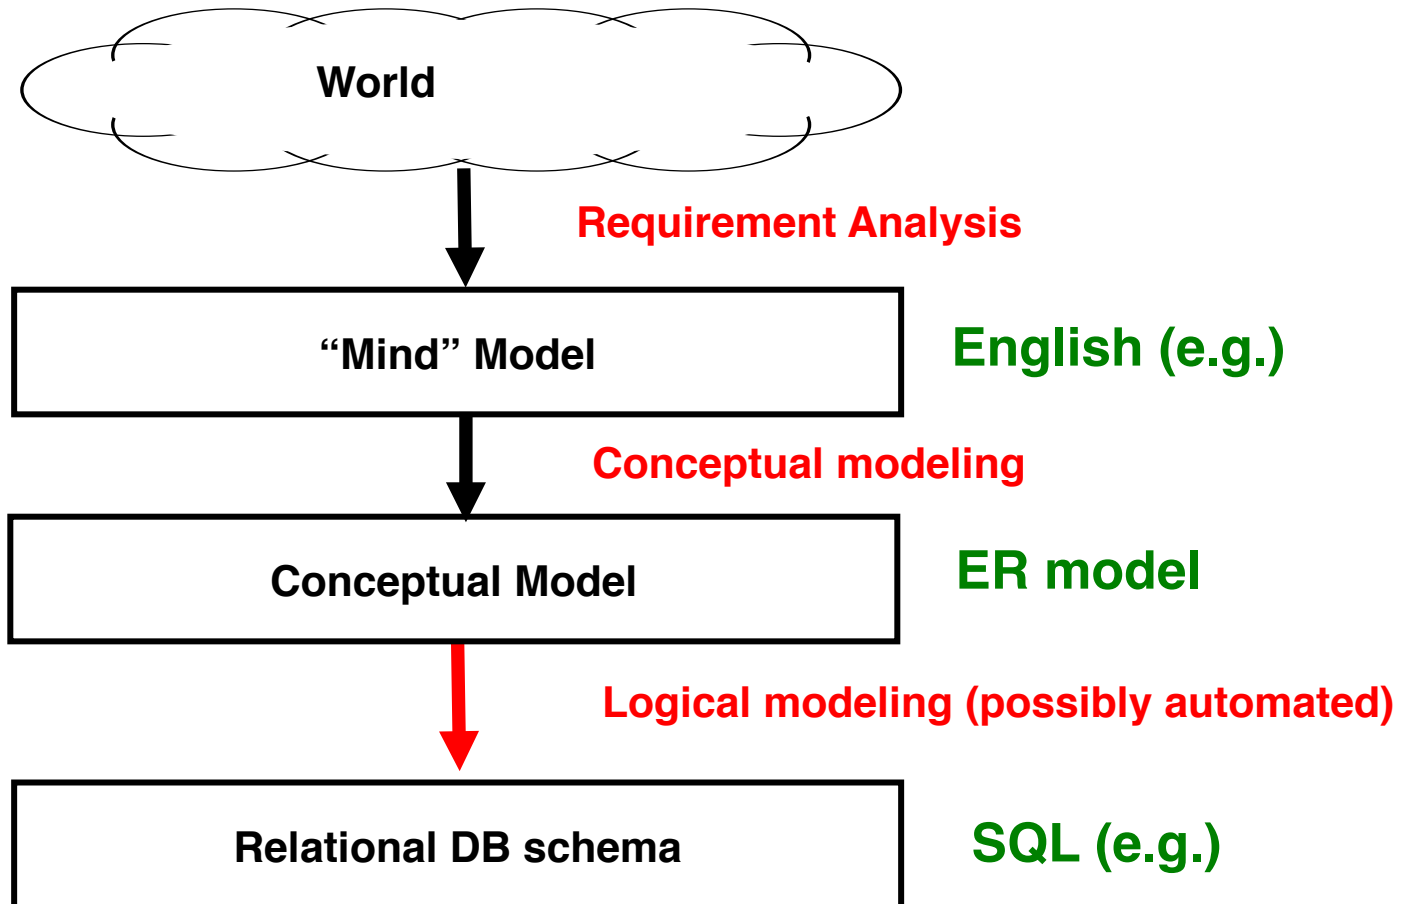 World
Requirement Analysis
“Mind” Model
English (e.g.)
Conceptual modeling
Conceptual Model
ER model
Logical modeling (possibly automated)
Relational DB schema
SQL (e.g.)